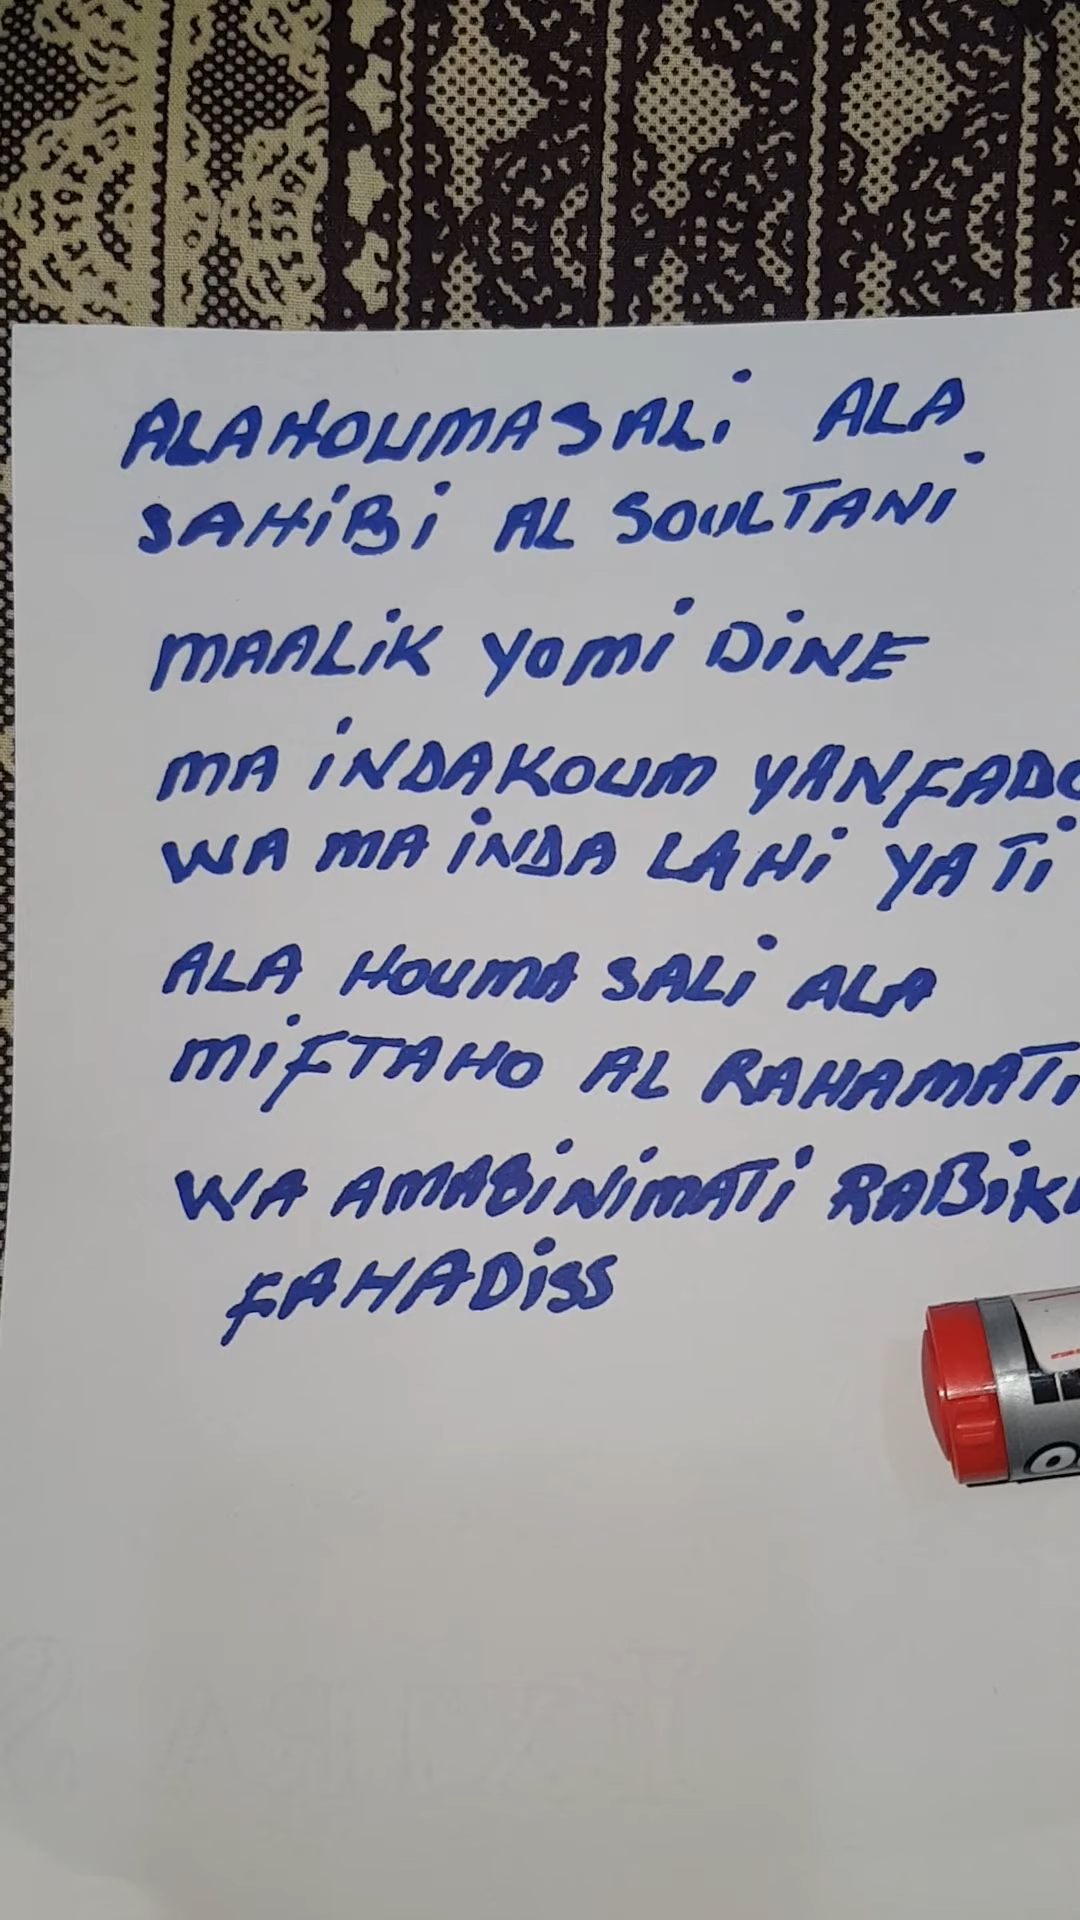 ALAHOUMASALI ALA
SAHIBI AL SOULTANI
MAALIK YOMI DINE
MA INDAKOUM YANFADO
WA MA INDA LAHI YATI
ALA HOUMA SALI ALA
MIFTAHO AL RAHAMATI
WA AMABINIMATI RABIK
FAHADISS